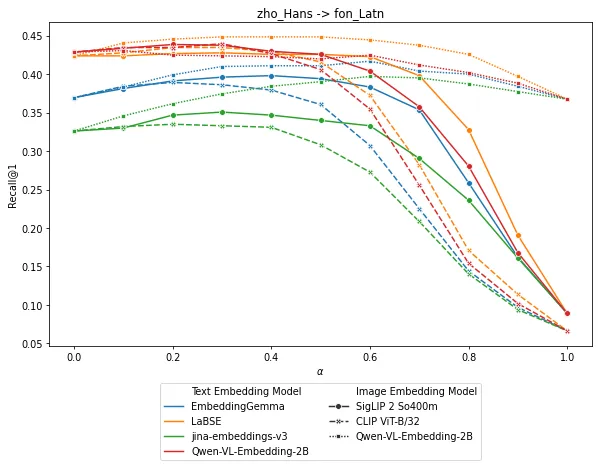 zho_Hans -> fon_Latn
0.45
0.40
0.35
0.30
0.25
0.20
0.15
0.10
0.05
Recall@1
0.0 0.2 0.4 0.6 0.8 1.0
α
Text Embedding Model Image Embedding Model
EmbeddingGemma SigLIP 2 So400m
LaBSE CLIP ViT-B/32
jina-embeddings-v3 Qwen-VL-Embedding-2B
Qwen-VL-Embedding-2B